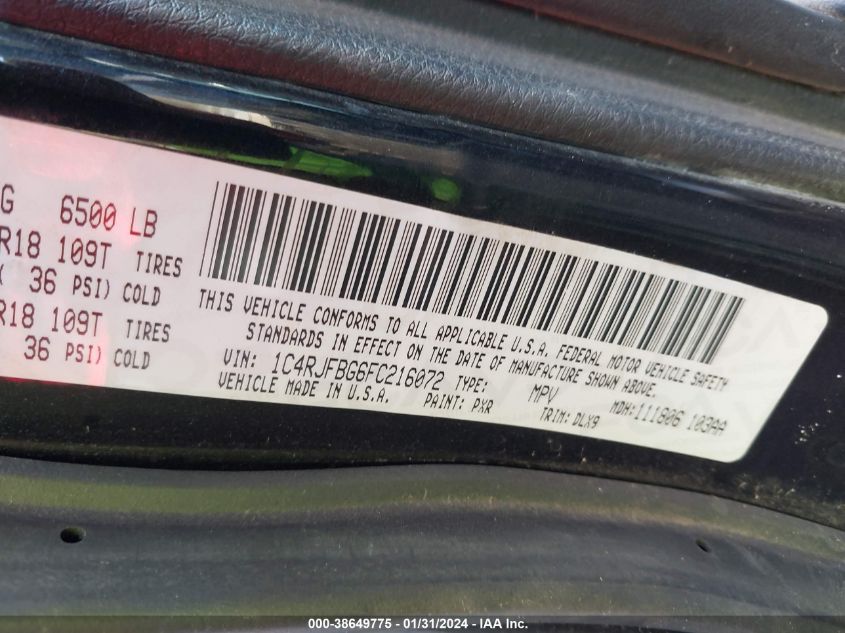 G 6500 LB
R18 109T TIRES
( 36 PSI) COLD
R18 109T TIRES
36 PSI) COLD
THIS VEHICLE CONFORMS TO ALL APPLICABLE U.S.A. FEDERAL MOTOR VEHICLE SAFETY
STANDARDS IN EFFECT ON THE DATE OF MANUFACTURE SHOWN ABOVE.
VIN: 1C4RJFBG6FC216072 TYPE: MPV MDH:111806 103AA
VEHICLE MADE IN U.S.A. PAINT: PXR TRIM: DLX9
000-38649775 - 01/31/2024 - IAA Inc.